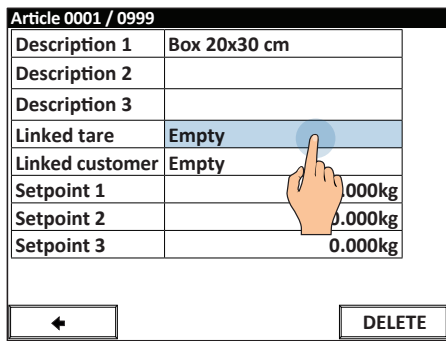 Article 0001 / 0999
Description 1 Box 20x30 cm
Description 2
Description 3
Linked tare Empty
Linked customer Empty
Setpoint 1 .000kg
Setpoint 2 0.000kg
Setpoint 3 0.000kg
DELETE